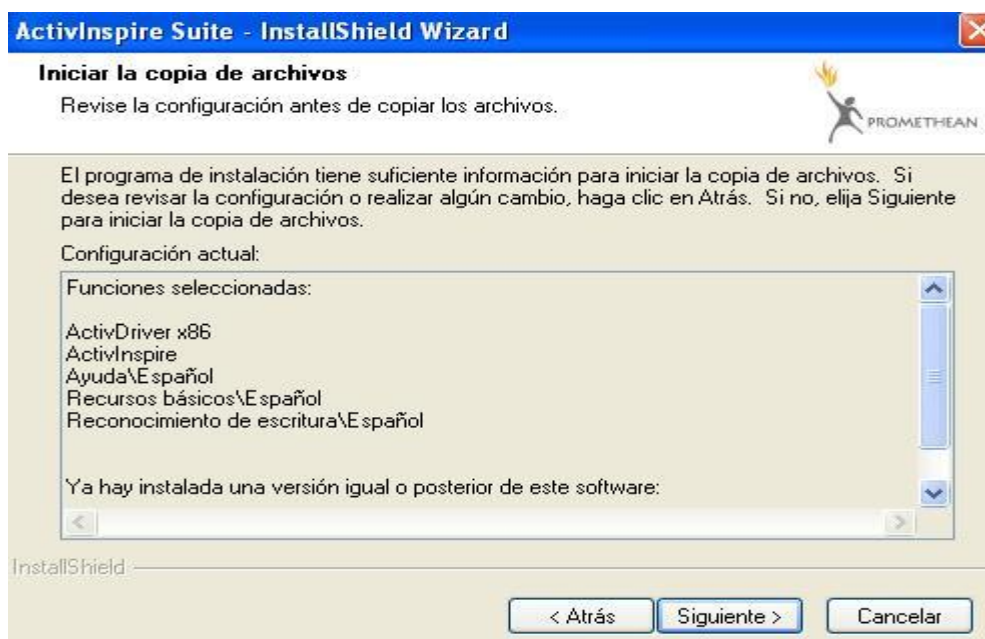 ActivInspire Suite - InstallShield Wizard
Iniciar la copia de archivos
Revise la configuración antes de copiar los archivos.
PROMETHEAN
El programa de instalación tiene suficiente información para iniciar la copia de archivos. Si
desea revisar la configuración o realizar algún cambio, haga clic en Atrás. Si no, elija Siguiente
para iniciar la copia de archivos.
Configuración actual:
Funciones seleccionadas:
ActivDriver x86
ActivInspire
Ayuda\Español
Recursos básicos\Español
Reconocimiento de escritura\Español
Ya hay instalada una versión igual o posterior de este software:
InstallShield
< Atrás
Siguiente >
Cancelar